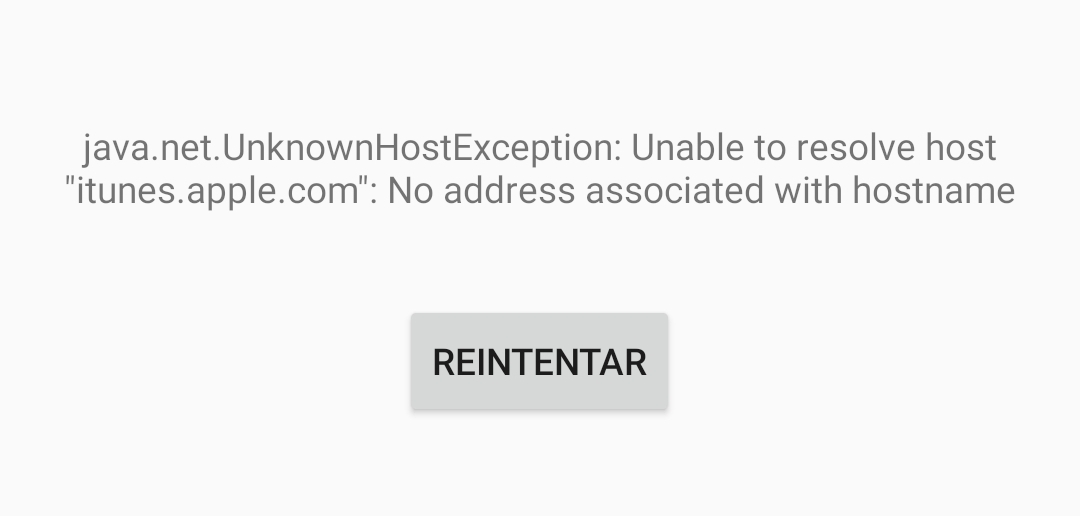 java.net.UnknownHostException: Unable to resolve host
"itunes.apple.com": No address associated with hostname
REINTENTAR